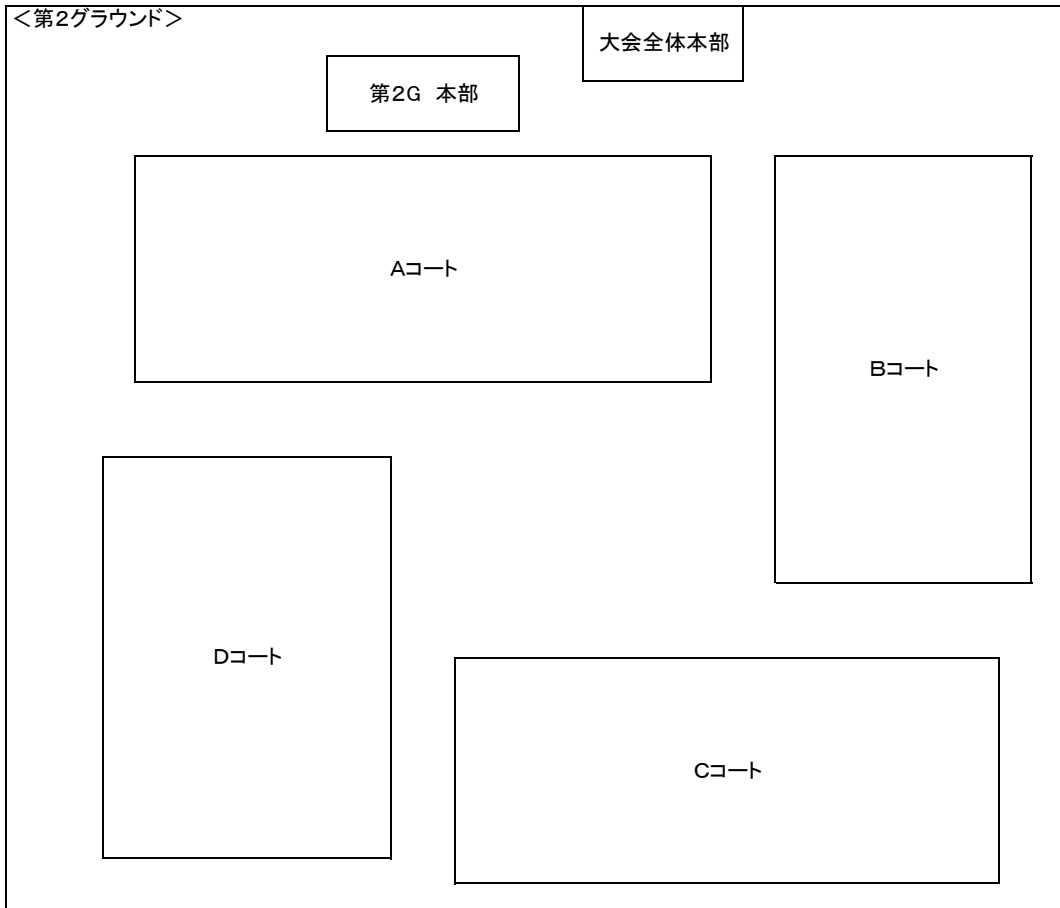 ＜第２グラウンド＞
大会全体本部
第２Ｇ　本部
Ａコート
Ｂコート
Ｄコート
Ｃコート